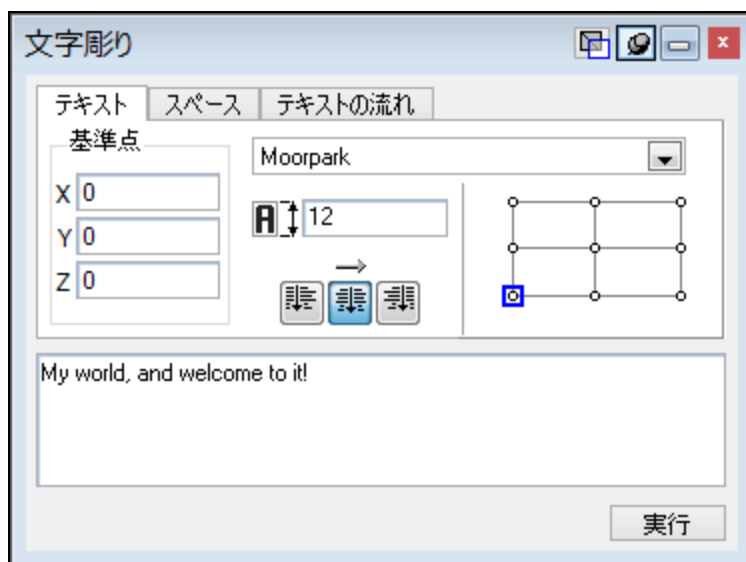 文字彫り
テキスト スペース テキストの流れ
基準点
Moorpark
X 0
A 12
Y 0
Z 0
My world, and welcome to it!
実行